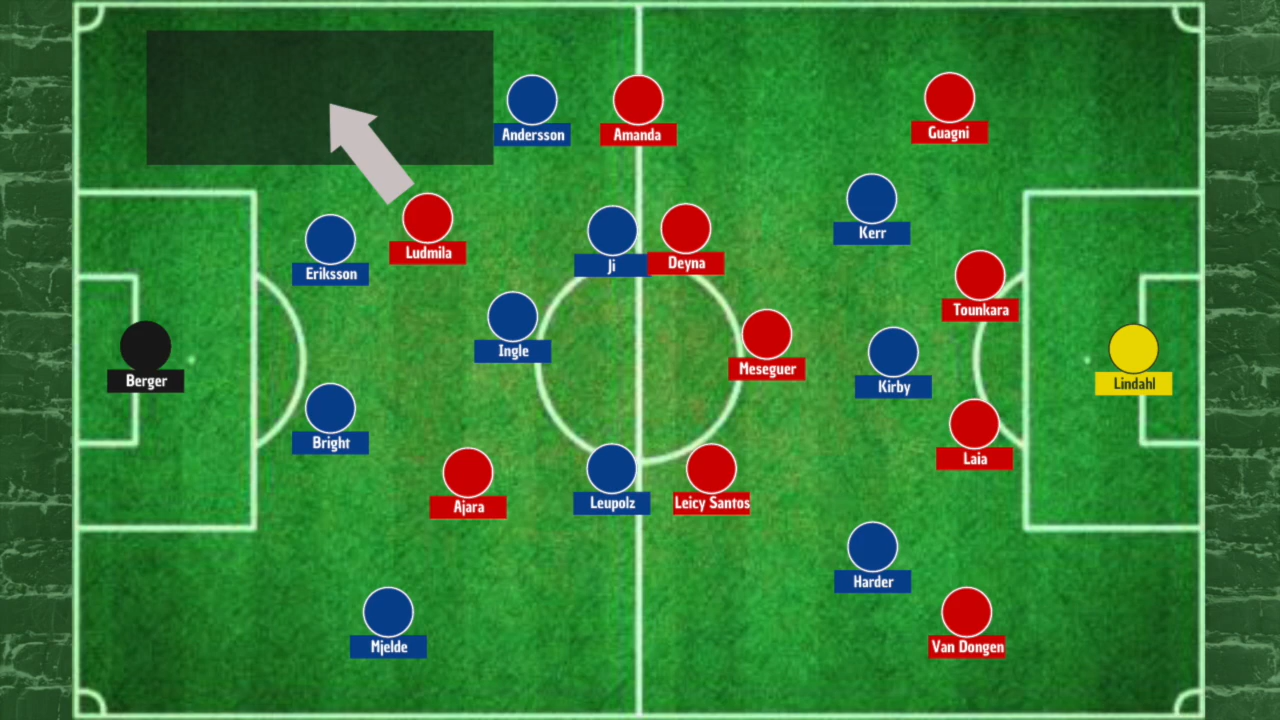 Andersson
Amanda
Guagni
Kerr
Ludmila
Eriksson
Ji
Deyna
Tounkara
Ingle
Meseguer
Berger
Kirby
Lindahl
Bright
Laia
Ajara
Leupolz
Leicy Santos
Harder
Mjelde
Van Dongen